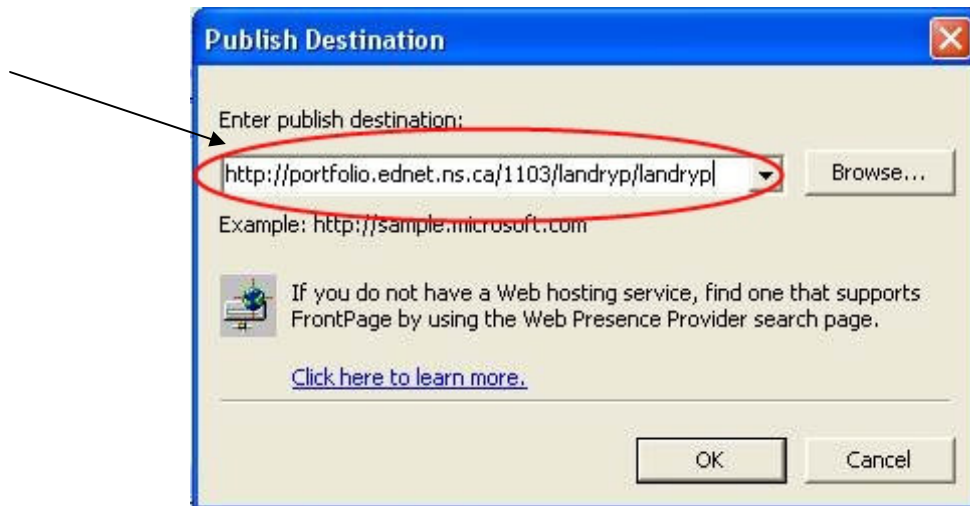 Publish Destination
Enter publish destination:
http://portfolio.ednet.ns.ca/1103/landryp/landryp
Browse...
Example: http://sample.microsoft.com
If you do not have a Web hosting service, find one that supports
FrontPage by using the Web Presence Provider search page.
Click here to learn more.
OK
Cancel